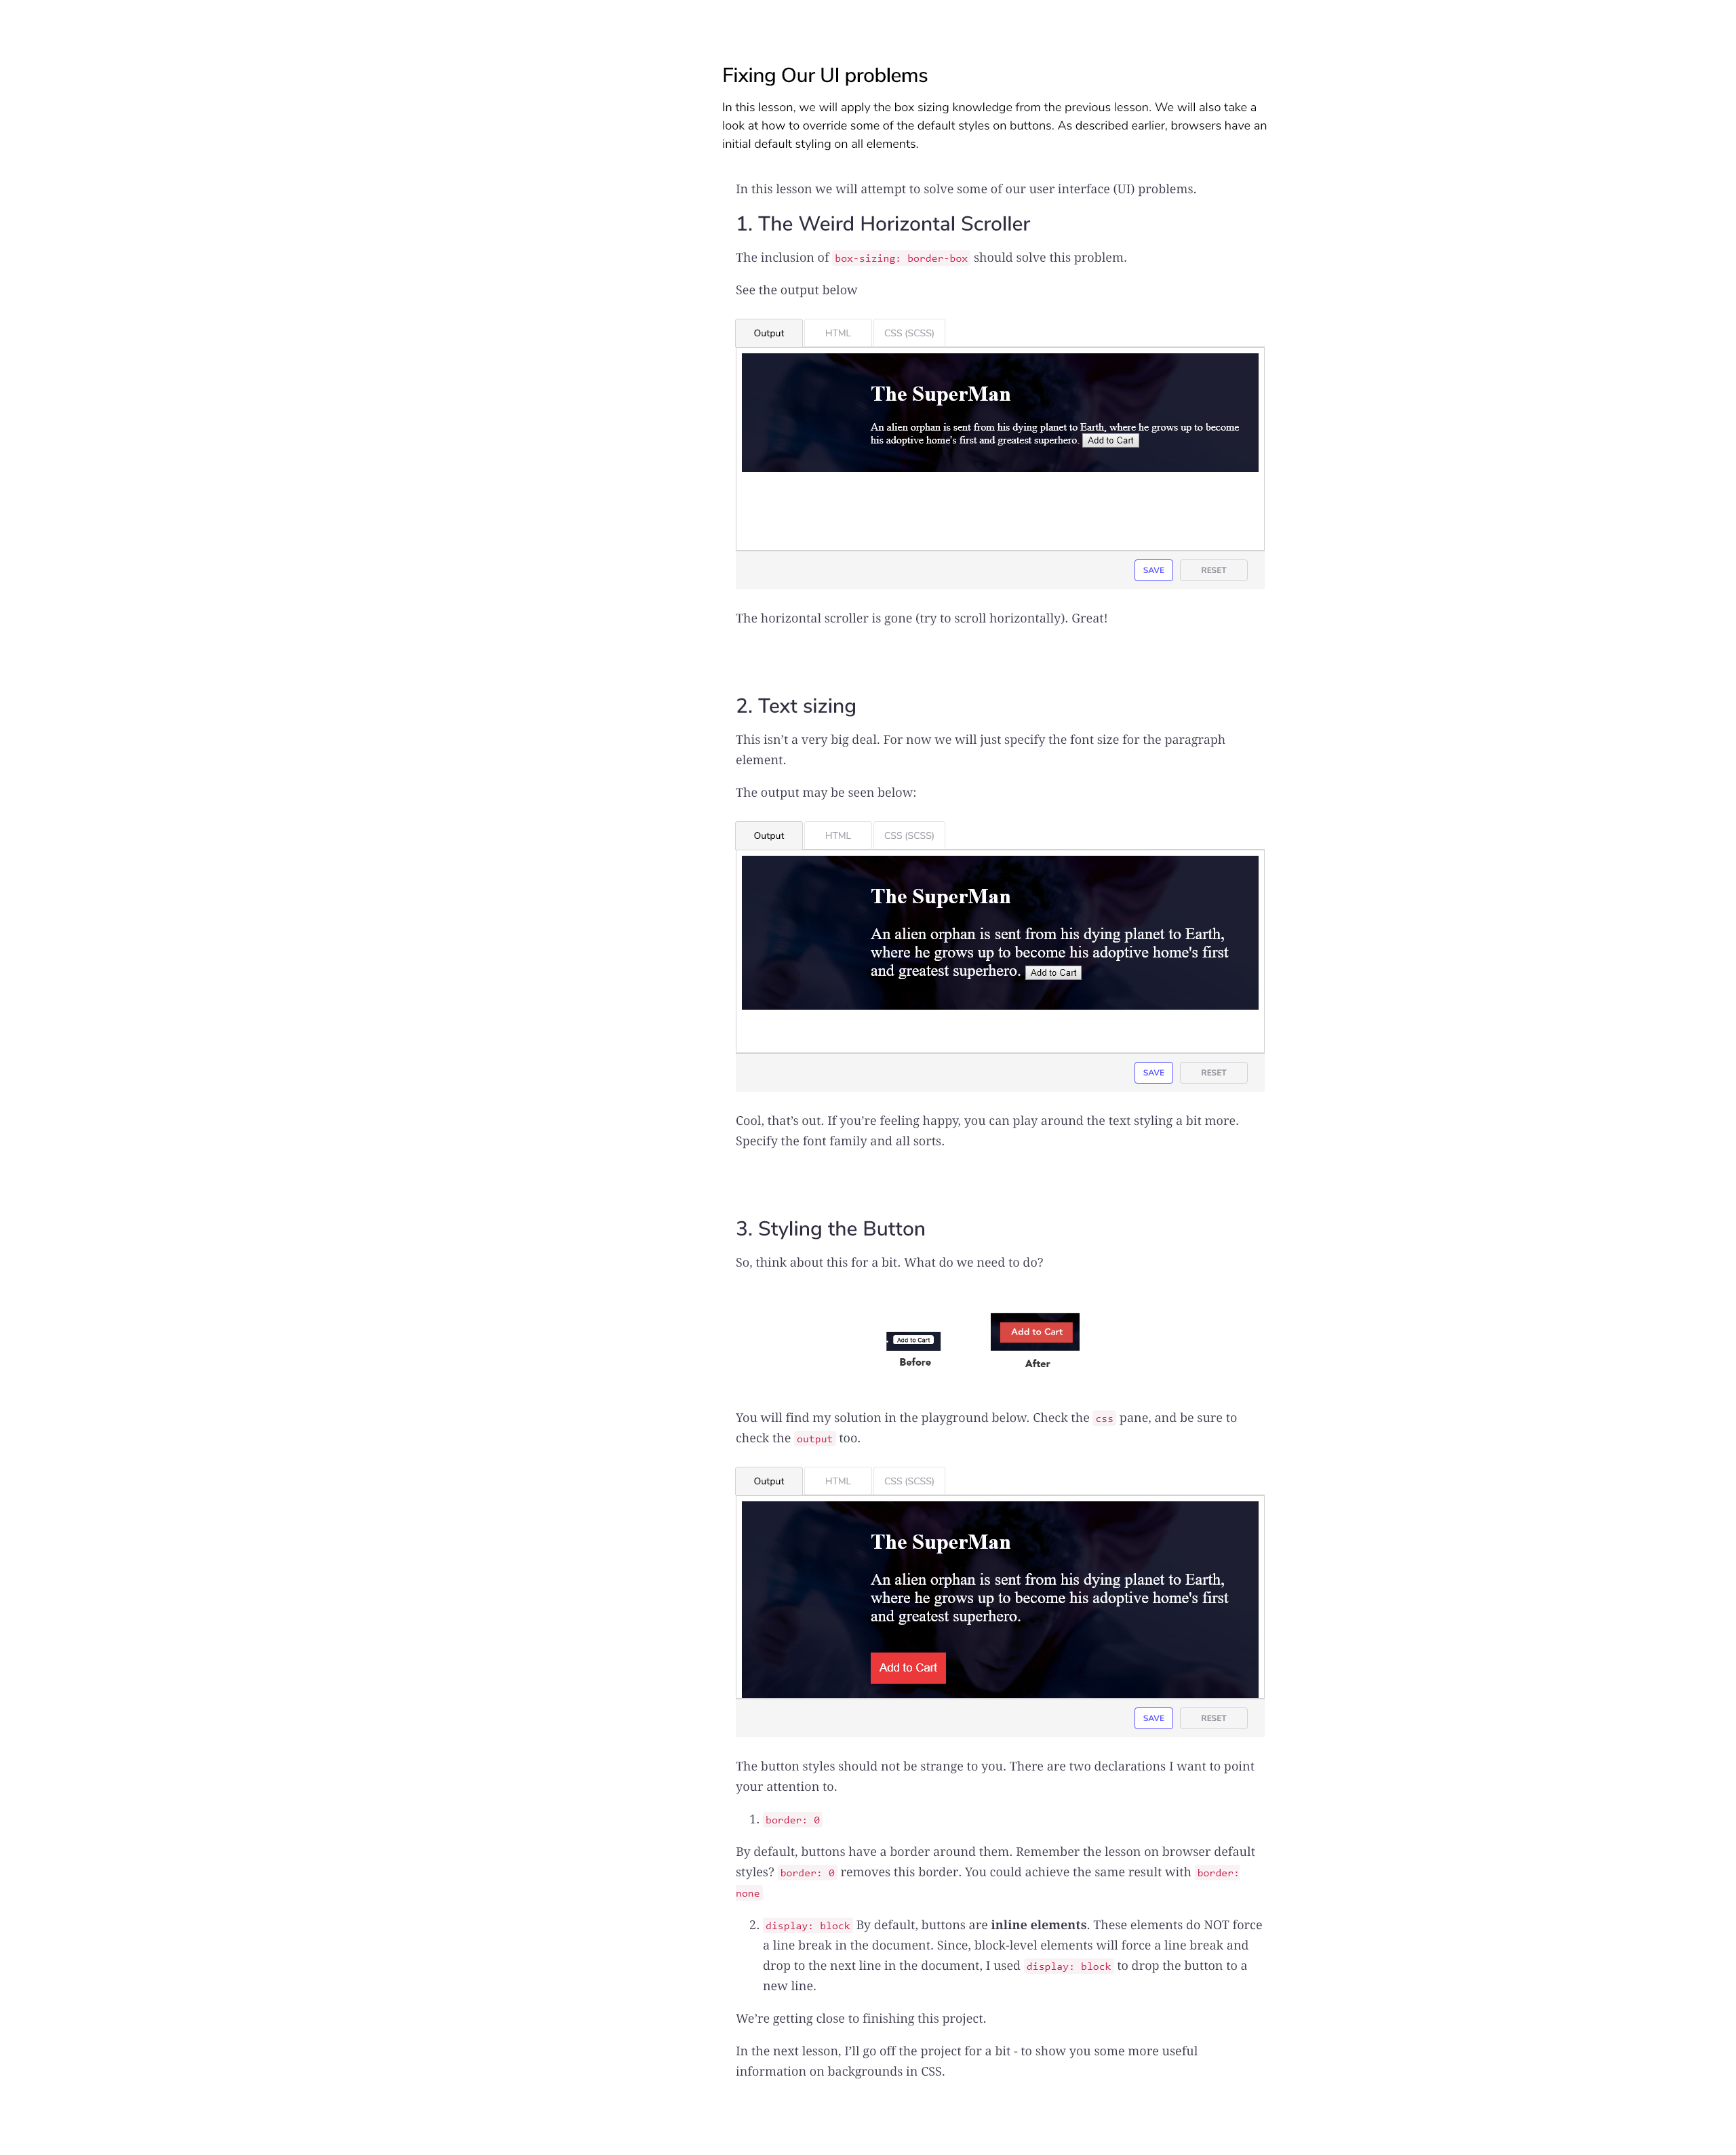 Fixing Our UI problems
In this lesson, we will apply the box sizing knowledge from the previous lesson. We will also take a
look at how to override some of the default styles on buttons. As described earlier, browsers have an
initial default styling on all elements.
In this lesson we will attempt to solve some of our user interface (UI) problems.
1. The Weird Horizontal Scroller
The inclusion of box-sizing: border-box should solve this problem.
See the output below
Output HTML CSS (SCSS)
The SuperMan
An alien orphan is sent from his dying planet to Earth, where he grows up to become
his adoptive home's first and greatest superhero. Add to Cart
SAVE RESET
The horizontal scroller is gone (try to scroll horizontally). Great!
2. Text sizing
This isn’t a very big deal. For now we will just specify the font size for the paragraph
element.
The output may be seen below:
Output HTML CSS (SCSS)
The SuperMan
An alien orphan is sent from his dying planet to Earth,
where he grows up to become his adoptive home's first
and greatest superhero. Add to Cart
SAVE RESET
Cool, that’s out. If you’re feeling happy, you can play around the text styling a bit more.
Specify the font family and all sorts.
3. Styling the Button
So, think about this for a bit. What do we need to do?
Add to Cart Add to Cart
Before After
You will find my solution in the playground below. Check the css pane, and be sure to
check the output too.
Output HTML CSS (SCSS)
The SuperMan
An alien orphan is sent from his dying planet to Earth,
where he grows up to become his adoptive home's first
and greatest superhero.
Add to Cart
SAVE RESET
The button styles should not be strange to you. There are two declarations I want to point
your attention to.
1. border: 0
By default, buttons have a border around them. Remember the lesson on browser default
styles? border: 0 removes this border. You could achieve the same result with border:
none
2. display: block By default, buttons are inline elements. These elements do NOT force
a line break in the document. Since, block-level elements will force a line break and
drop to the next line in the document, I used display: block to drop the button to a
new line.
We’re getting close to finishing this project.
In the next lesson, I’ll go off the project for a bit - to show you some more useful
information on backgrounds in CSS.